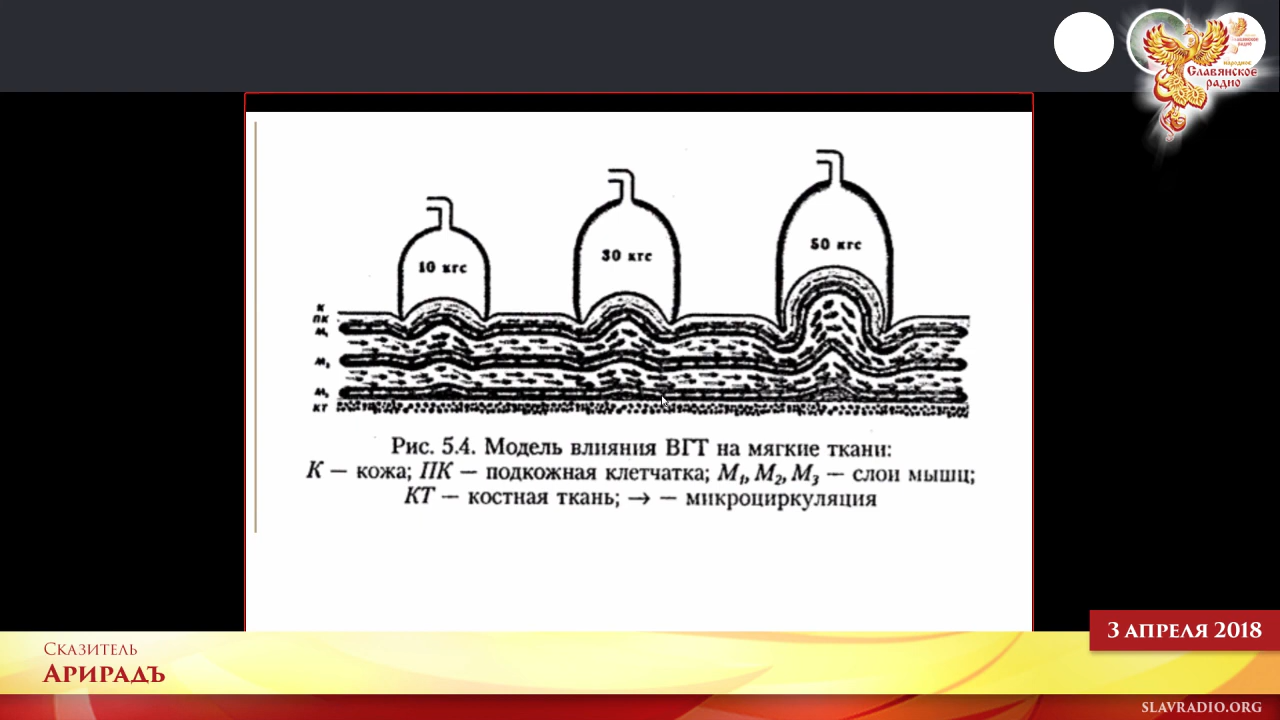 народное
Славянское
радио
10 кгс
30 кгс
50 кгс
К
ПК
М₁
М₂
М₃
КТ
Рис. 5.4. Модель влияния ВГТ на мягкие ткани:
К — кожа; ПК — подкожная клетчатка; М₁, М₂, М₃ — слои мышц;
КТ — костная ткань; → — микроциркуляция
3 АПРЕЛЯ 2018
СКАЗИТЕЛЬ
АРИРАДЪ
SLAVRADIO.ORG